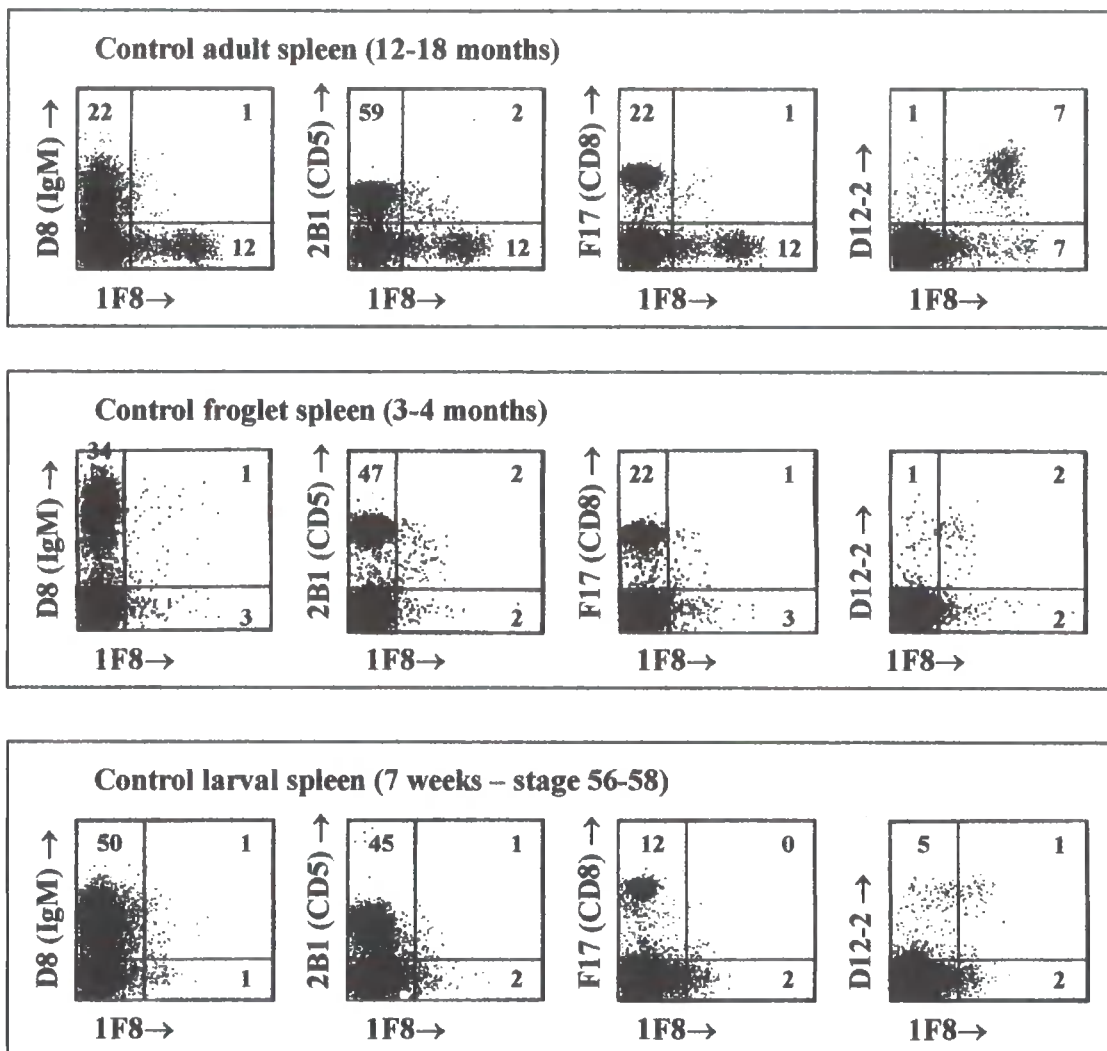 Control adult spleen (12-18 months)
D8 (IgM) →
22
1
12
1F8→
2B1 (CD5) →
59
2
12
1F8→
F17 (CD8) →
22
1
12
1F8→
D12-2 →
1
7
7
1F8→
Control froglet spleen (3-4 months)
D8 (IgM) →
34
1
3
1F8→
2B1 (CD5) →
47
2
2
1F8→
F17 (CD8) →
22
1
3
1F8→
D12-2 →
1
2
2
1F8→
Control larval spleen (7 weeks – stage 56-58)
D8 (IgM) →
50
1
1
1F8→
2B1 (CD5) →
45
1
2
1F8→
F17 (CD8) →
12
0
2
1F8→
D12-2 →
5
1
2
1F8→